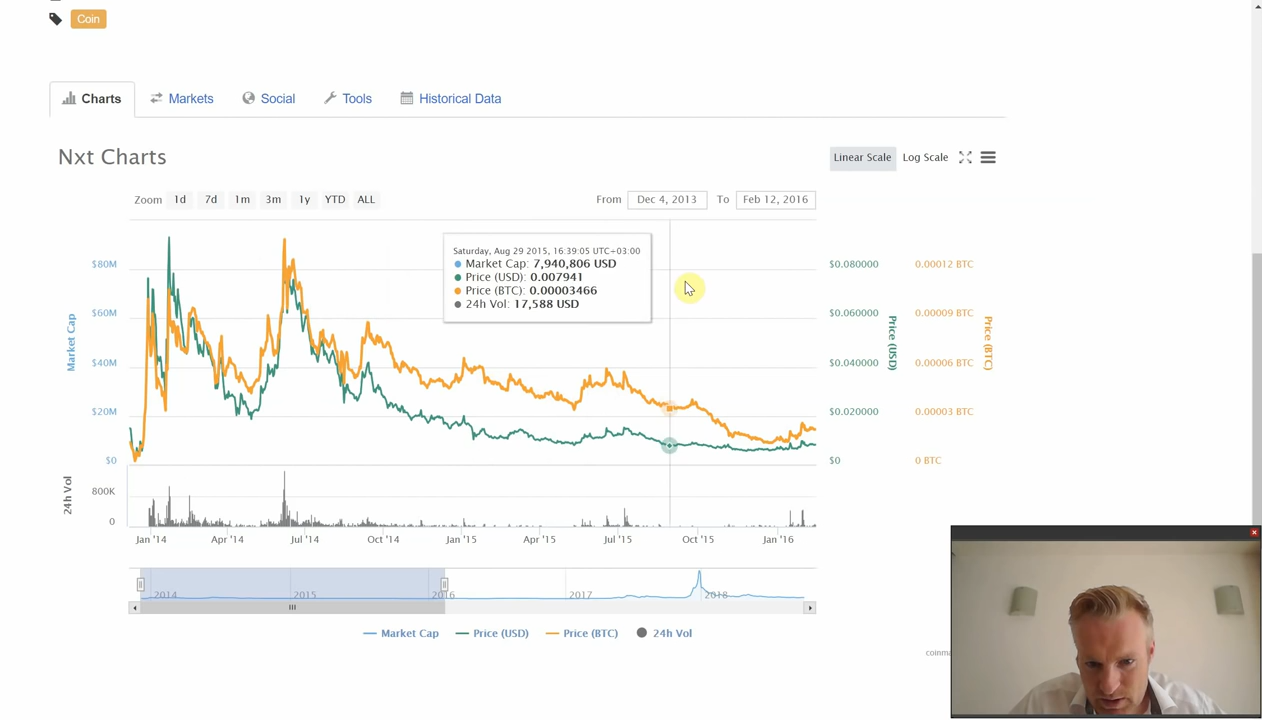 Coin
Charts Markets Social Tools Historical Data
Nxt Charts
Linear Scale Log Scale
Zoom 1d 7d 1m 3m 1y YTD ALL From Dec 4, 2013 To Feb 12, 2016
Saturday, Aug 29 2015, 16:39:05 UTC+03:00
Market Cap: 7,940,806 USD
Price (USD): 0.007941
Price (BTC): 0.00003466
24h Vol: 17,588 USD
$80M $0.080000 0.00012 BTC
$60M $0.060000 0.00009 BTC
Market Cap Price (USD) Price (BTC)
$40M $0.040000 0.00006 BTC
$20M $0.020000 0.00003 BTC
$0 $0 0 BTC
24h Vol
800K
0
Jan '14 Apr '14 Jul '14 Oct '14 Jan '15 Apr '15 Jul '15 Oct '15 Jan '16
2014 2015 2016 2017 2018
Market Cap Price (USD) Price (BTC) 24h Vol
coinma